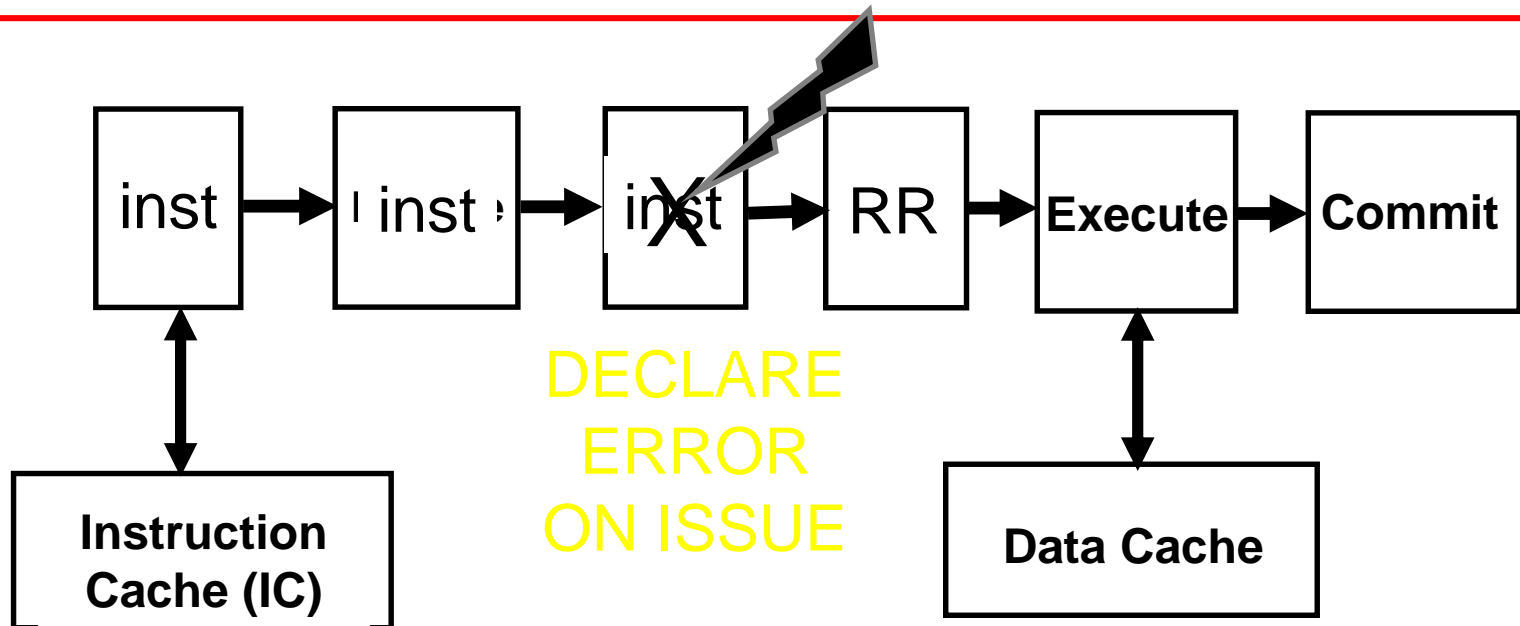 inst
inst
inst
X
RR
Execute
Commit
DECLARE
ERROR
ON ISSUE
Instruction
Cache (IC)
Data Cache